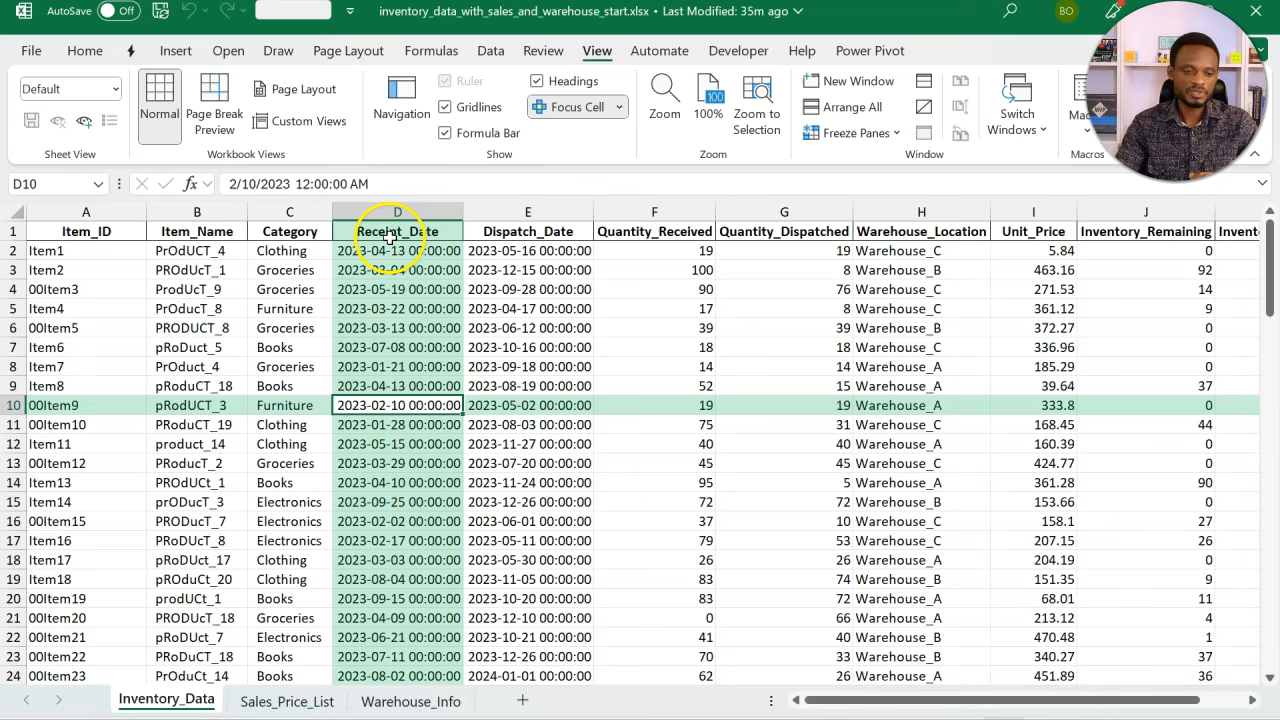 AutoSave Off inventory_data_with_sales_and_warehouse_start.xlsx • Last Modified: 35m ago BO
File Home Insert Open Draw Page Layout Formulas Data Review View Automate Developer Help Power Pivot
Default
Normal
Page Break Preview
Page Layout
Custom Views
Navigation
Ruler
Gridlines
Formula Bar
Headings
Focus Cell
Zoom
100
100%
Zoom to Selection
New Window
Arrange All
Freeze Panes
Switch Windows
Sheet View Workbook Views Show Zoom Window Macros
D10 fx 2/10/2023 12:00:00 AM
A B C D E F G H I J
1 Item_ID Item_Name Category Receipt_Date Dispatch_Date Quantity_Received Quantity_Dispatched Warehouse_Location Unit_Price Inventory_Remaining Invent
2 Item1 PrOdUCT_4 Clothing 2023-04-13 00:00:00 2023-05-16 00:00:00 19 19 Warehouse_C 5.84 0
3 Item2 PROdUcT_1 Groceries 2023-03-04 00:00:00 2023-12-15 00:00:00 100 8 Warehouse_B 463.16 92
4 00Item3 ProdUcT_9 Groceries 2023-05-19 00:00:00 2023-09-28 00:00:00 90 76 Warehouse_C 271.53 14
5 Item4 PrOducT_8 Furniture 2023-03-22 00:00:00 2023-04-17 00:00:00 17 8 Warehouse_C 361.12 9
6 00Item5 PRODUCT_8 Groceries 2023-03-13 00:00:00 2023-06-12 00:00:00 39 39 Warehouse_B 372.27 0
7 Item6 pRoDuct_5 Books 2023-07-08 00:00:00 2023-10-16 00:00:00 18 18 Warehouse_C 336.96 0
8 Item7 PrOduct_4 Groceries 2023-01-21 00:00:00 2023-09-18 00:00:00 14 14 Warehouse_A 185.29 0
9 Item8 pRoduCT_18 Books 2023-04-13 00:00:00 2023-08-19 00:00:00 52 15 Warehouse_A 39.64 37
10 00Item9 pRodUCT_3 Furniture 2023-02-10 00:00:00 2023-05-02 00:00:00 19 19 Warehouse_A 333.8 0
11 00Item10 PRoduCT_19 Clothing 2023-01-28 00:00:00 2023-08-03 00:00:00 75 31 Warehouse_C 168.45 44
12 Item11 product_14 Clothing 2023-05-15 00:00:00 2023-11-27 00:00:00 40 40 Warehouse_A 160.39 0
13 00Item12 PRoducT_2 Groceries 2023-03-29 00:00:00 2023-07-20 00:00:00 45 45 Warehouse_C 424.77 0
14 Item13 pRODUCt_1 Books 2023-04-10 00:00:00 2023-11-24 00:00:00 95 5 Warehouse_A 361.28 90
15 Item14 prODUcT_3 Electronics 2023-09-25 00:00:00 2023-12-26 00:00:00 72 72 Warehouse_B 153.66 0
16 00Item15 PRODucT_7 Electronics 2023-02-02 00:00:00 2023-06-01 00:00:00 37 10 Warehouse_C 158.1 27
17 Item16 pRoDUcT_8 Electronics 2023-02-17 00:00:00 2023-05-11 00:00:00 79 53 Warehouse_C 207.15 26
18 Item17 pRoDUct_17 Clothing 2023-03-03 00:00:00 2023-05-30 00:00:00 26 26 Warehouse_A 204.19 0
19 Item18 pROduCt_20 Clothing 2023-08-04 00:00:00 2023-11-05 00:00:00 83 74 Warehouse_B 151.35 9
20 00Item19 prodUCt_1 Books 2023-09-15 00:00:00 2023-10-20 00:00:00 83 72 Warehouse_A 68.01 11
21 00Item20 PRODUCT_18 Groceries 2023-04-09 00:00:00 2023-12-10 00:00:00 0 66 Warehouse_A 213.12 4
22 00Item21 pRoDUct_7 Electronics 2023-06-21 00:00:00 2023-10-21 00:00:00 41 40 Warehouse_B 470.48 1
23 00Item22 PRoDuCT_18 Books 2023-07-11 00:00:00 2023-12-26 00:00:00 70 33 Warehouse_B 340.27 37
24 00Item23 PrOduCt_14 Books 2023-08-02 00:00:00 2024-01-01 00:00:00 62 26 Warehouse_A 451.89 36
Inventory_Data Sales_Price_List Warehouse_Info